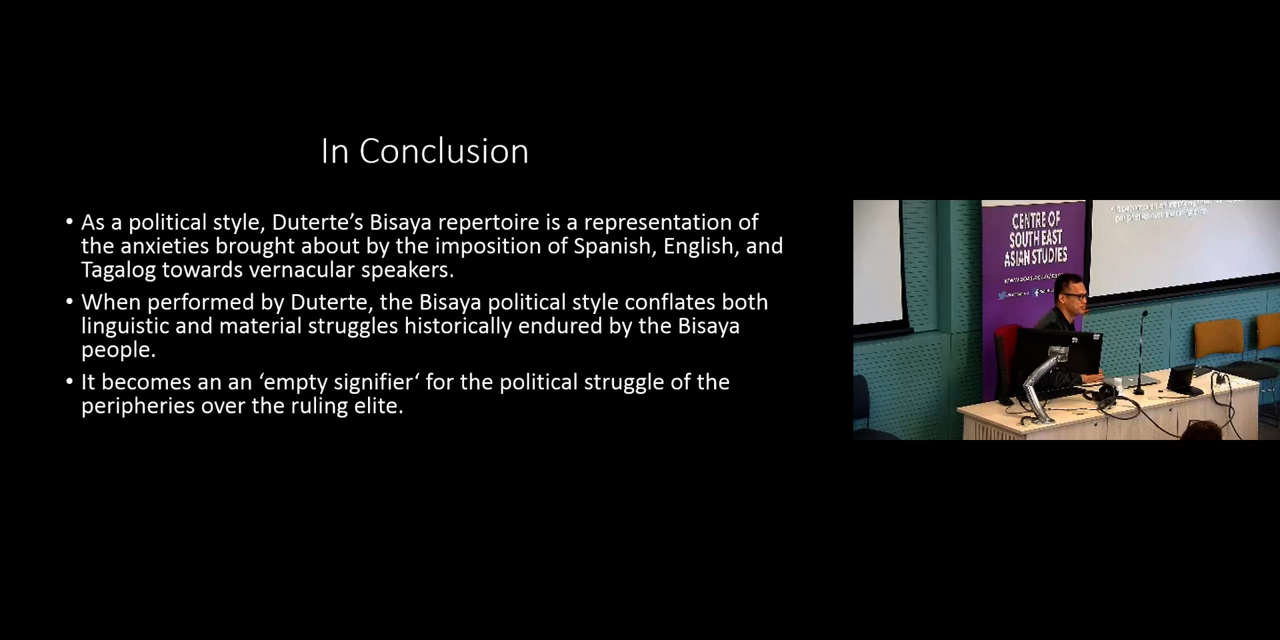 In Conclusion
• As a political style, Duterte’s Bisaya repertoire is a representation of
the anxieties brought about by the imposition of Spanish, English, and
Tagalog towards vernacular speakers.
• When performed by Duterte, the Bisaya political style conflates both
linguistic and material struggles historically endured by the Bisaya
people.
• It becomes an an ‘empty signifier‘ for the political struggle of the
peripheries over the ruling elite.
CENTRE OF
SOUTH EAST
ASIAN STUDIES